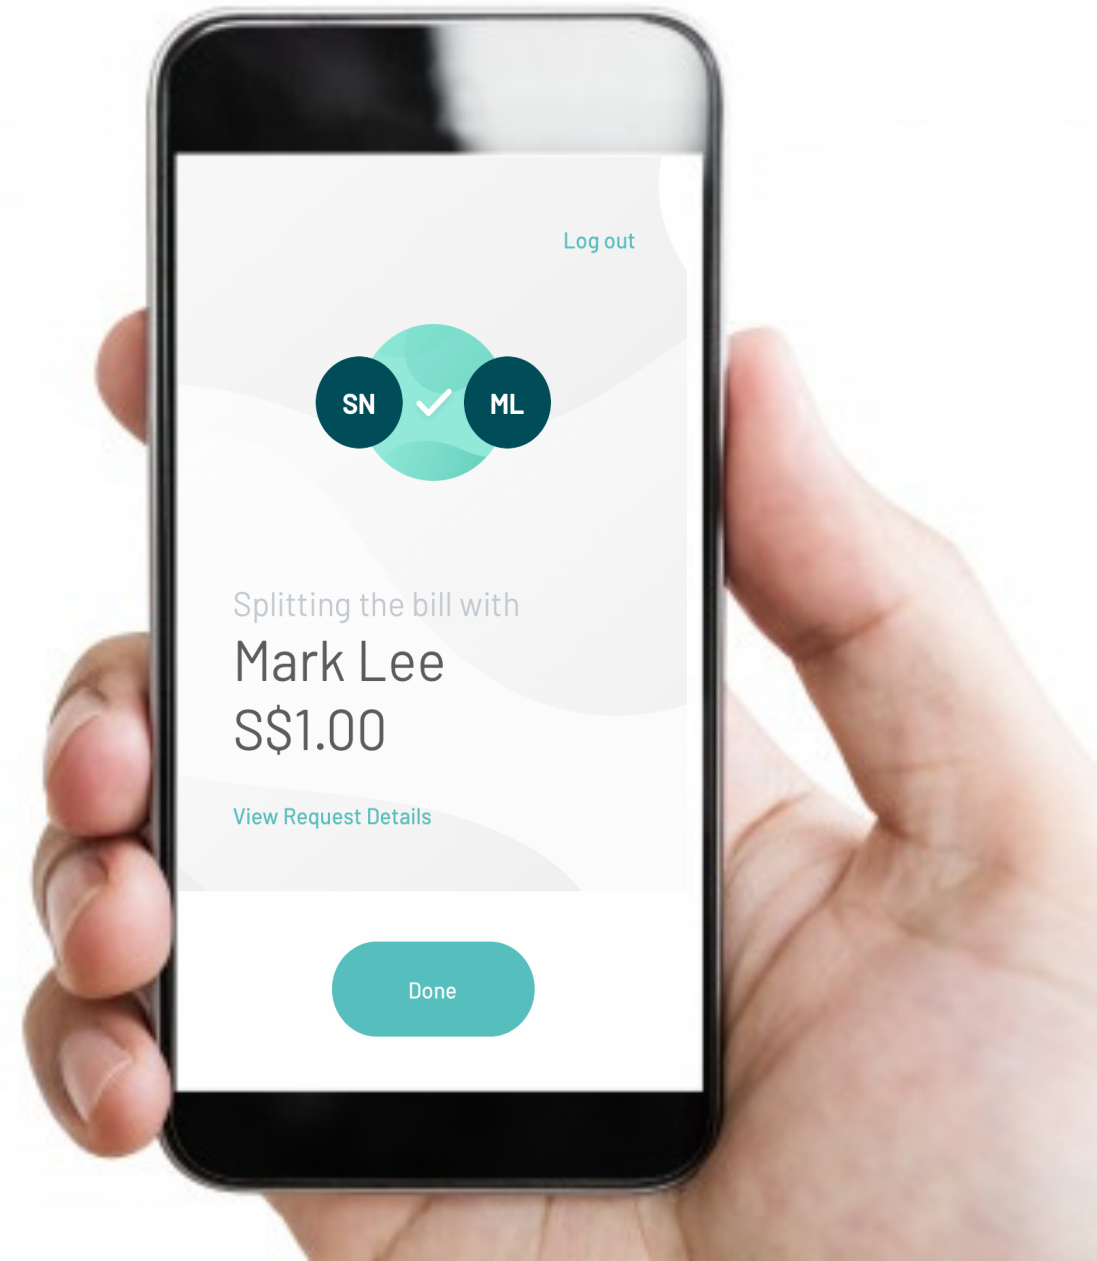 Log out
SN
ML
Splitting the bill with
Mark Lee
S$1.00
View Request Details
Done